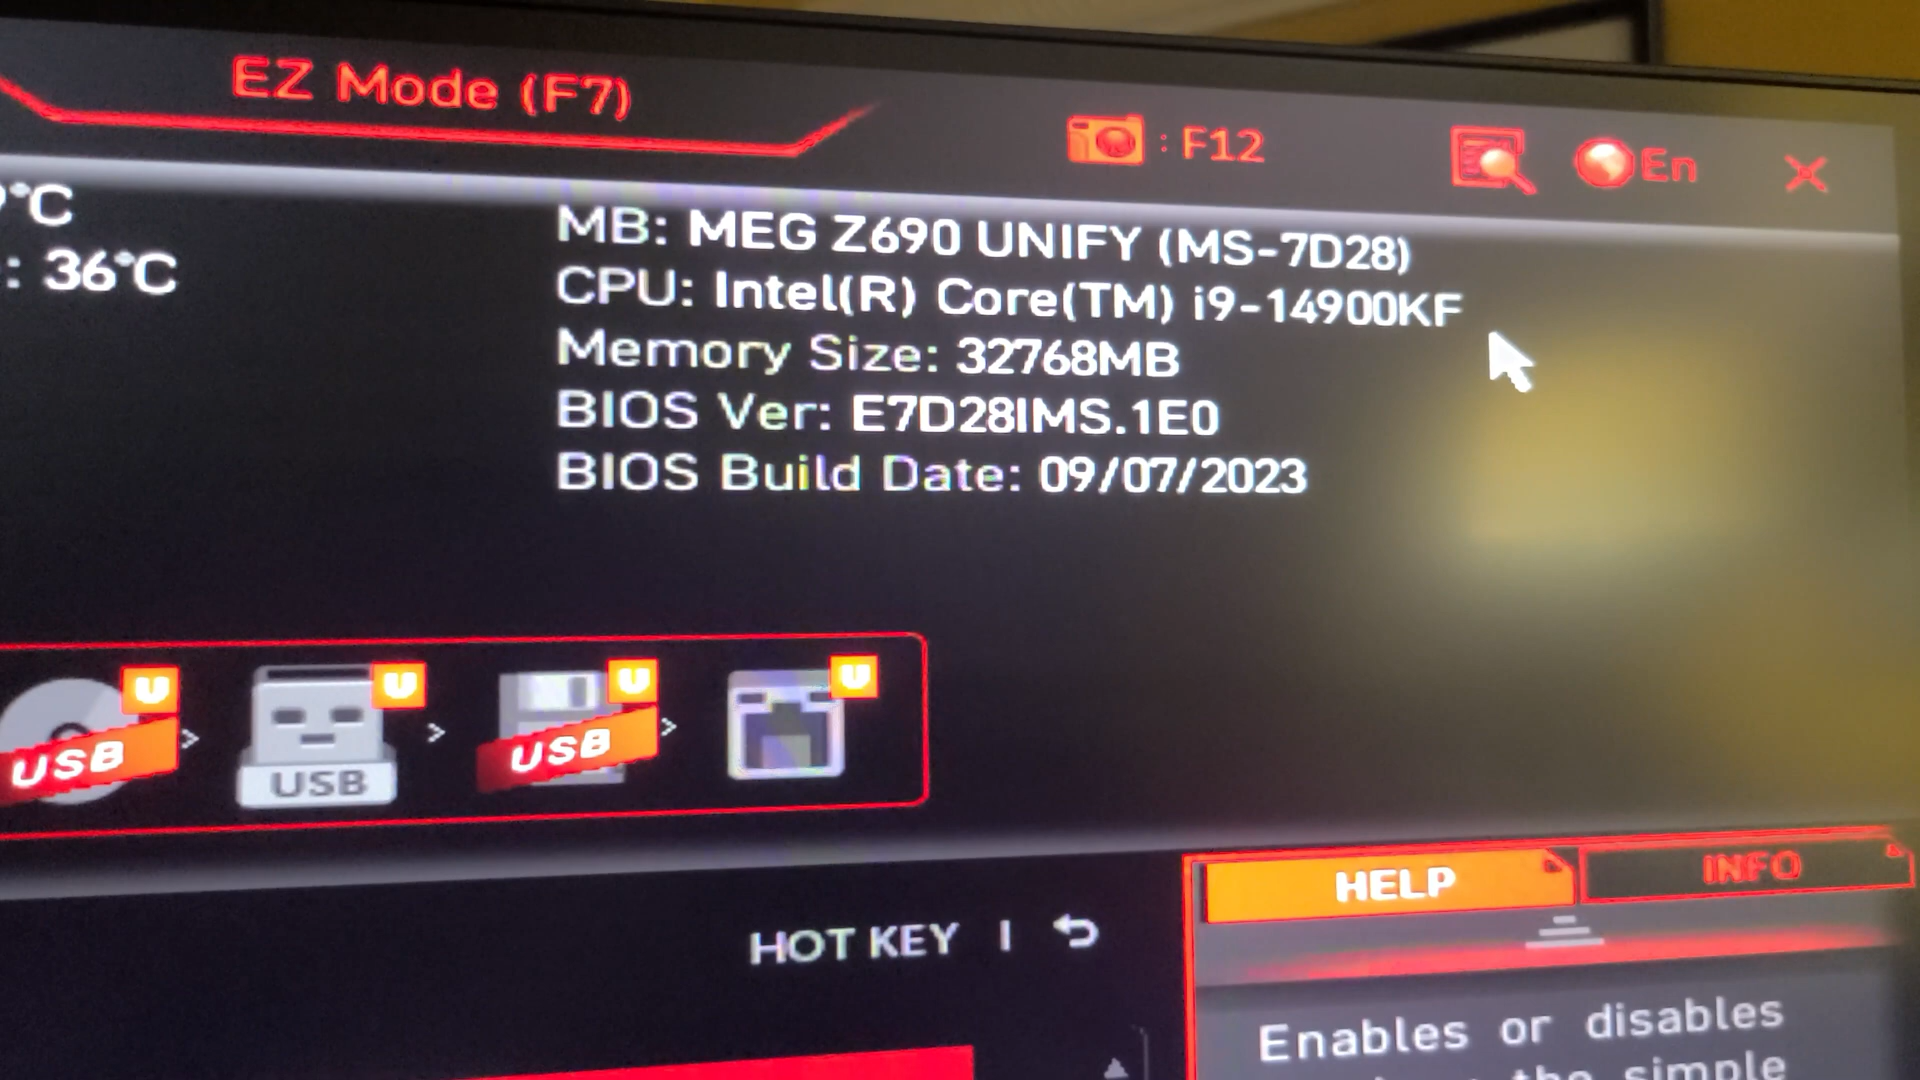 EZ Mode (F7)
: F12
En
°C
: 36°C
MB: MEG Z690 UNIFY (MS-7D28)
CPU: Intel(R) Core(TM) i9-14900KF
Memory Size: 32768MB
BIOS Ver: E7D28IMS.1E0
BIOS Build Date: 09/07/2023
U U U U
USB USB USB
HELP INFO
HOT KEY |
Enables or disables
the simple